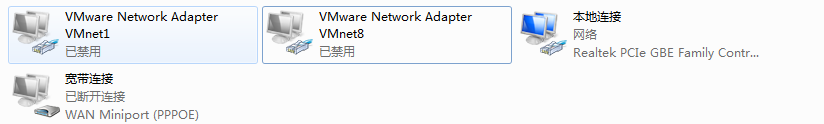 VMware Network Adapter
VMnet1
已禁用
VMware Network Adapter
VMnet8
已禁用
本地连接
网络
Realtek PCIe GBE Family Contr...
宽带连接
已断开连接
WAN Miniport (PPPOE)